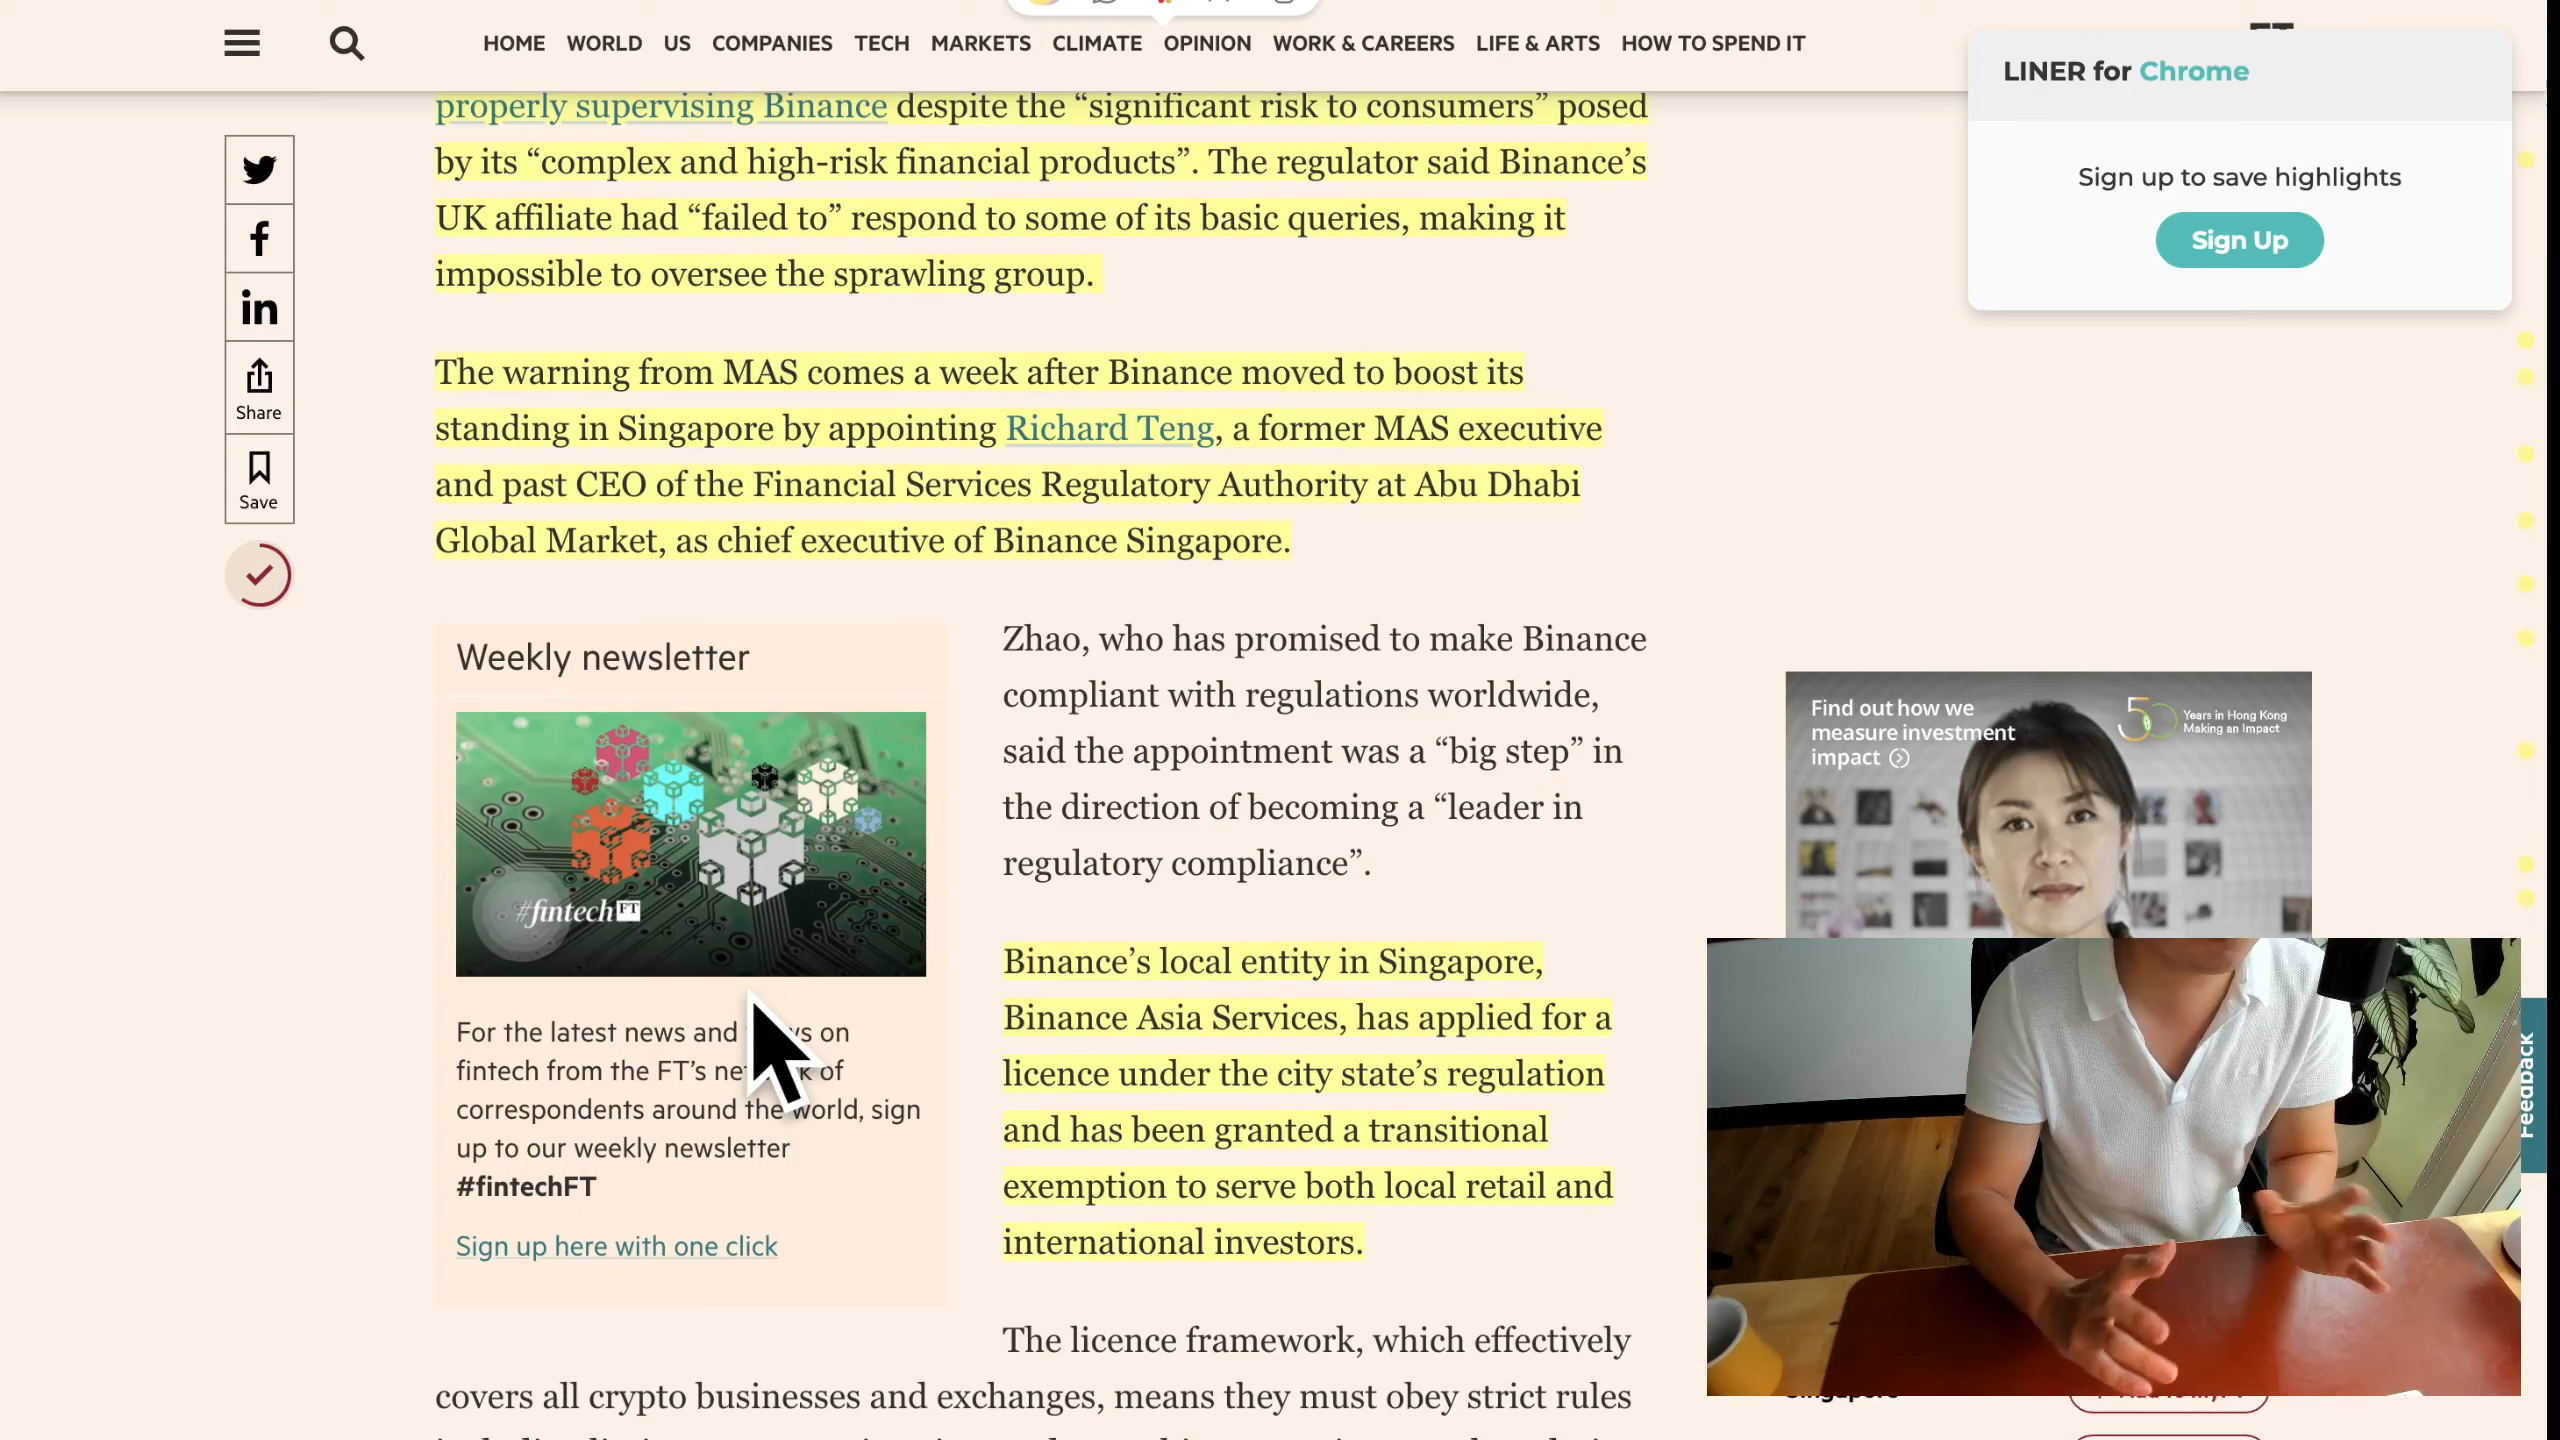 HOME WORLD US COMPANIES TECH MARKETS CLIMATE OPINION WORK & CAREERS LIFE & ARTS HOW TO SPEND IT
LINER for Chrome
Sign up to save highlights
Sign Up
Share
Save
properly supervising Binance despite the “significant risk to consumers” posed
by its “complex and high-risk financial products”. The regulator said Binance’s
UK affiliate had “failed to” respond to some of its basic queries, making it
impossible to oversee the sprawling group.
The warning from MAS comes a week after Binance moved to boost its
standing in Singapore by appointing Richard Teng, a former MAS executive
and past CEO of the Financial Services Regulatory Authority at Abu Dhabi
Global Market, as chief executive of Binance Singapore.
Weekly newsletter
#fintech FT
For the latest news and on
fintech from the FT’s of
correspondents around the world, sign
up to our weekly newsletter
#fintechFT
Sign up here with one click
Zhao, who has promised to make Binance
compliant with regulations worldwide,
said the appointment was a “big step” in
the direction of becoming a “leader in
regulatory compliance”.
Binance’s local entity in Singapore,
Binance Asia Services, has applied for a
licence under the city state’s regulation
and has been granted a transitional
exemption to serve both local retail and
international investors.
The licence framework, which effectively
covers all crypto businesses and exchanges, means they must obey strict rules
Find out how we
measure investment
impact
50 Years in Hong Kong
Making an Impact
Feedback